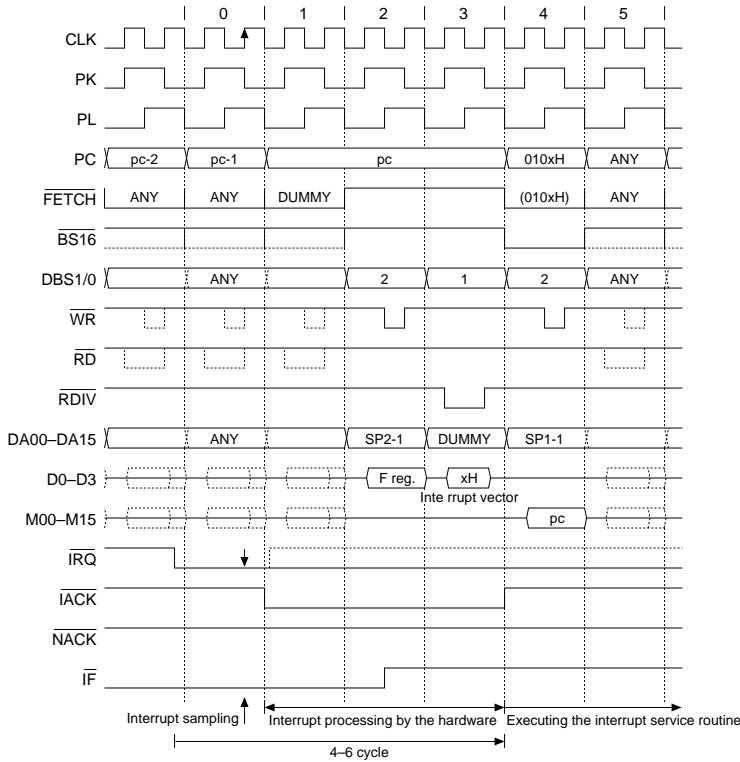 0 1 2 3 4 5
CLK
PK
PL
PC pc-2 pc-1 pc 010xH ANY
FETCH ANY ANY DUMMY (010xH) ANY
BS16
DBS1/0 ANY 2 1 2 ANY
WR
RD
RDIV
DA00–DA15 ANY SP2-1 DUMMY SP1-1
D0–D3 F reg. xH
Inte rrupt vector
M00–M15 pc
IRQ
IACK
NACK
IF
Interrupt sampling Interrupt processing by the hardware Executing the interrupt service routine
4–6 cycle